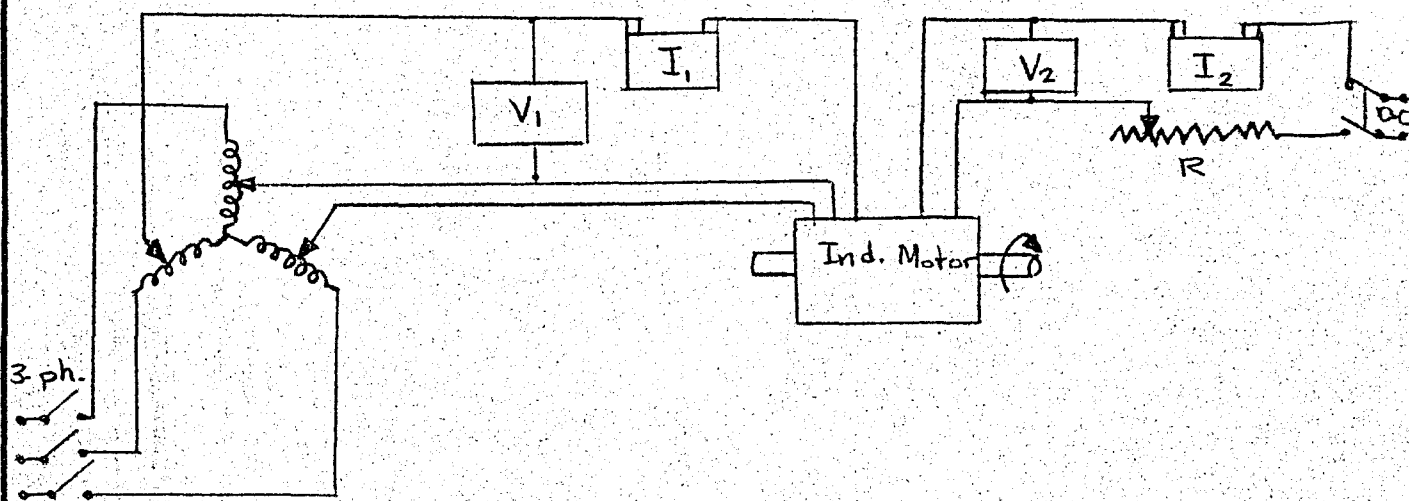 I₁
V₁
V₂
I₂
DC
R
Ind. Motor
3-ph.